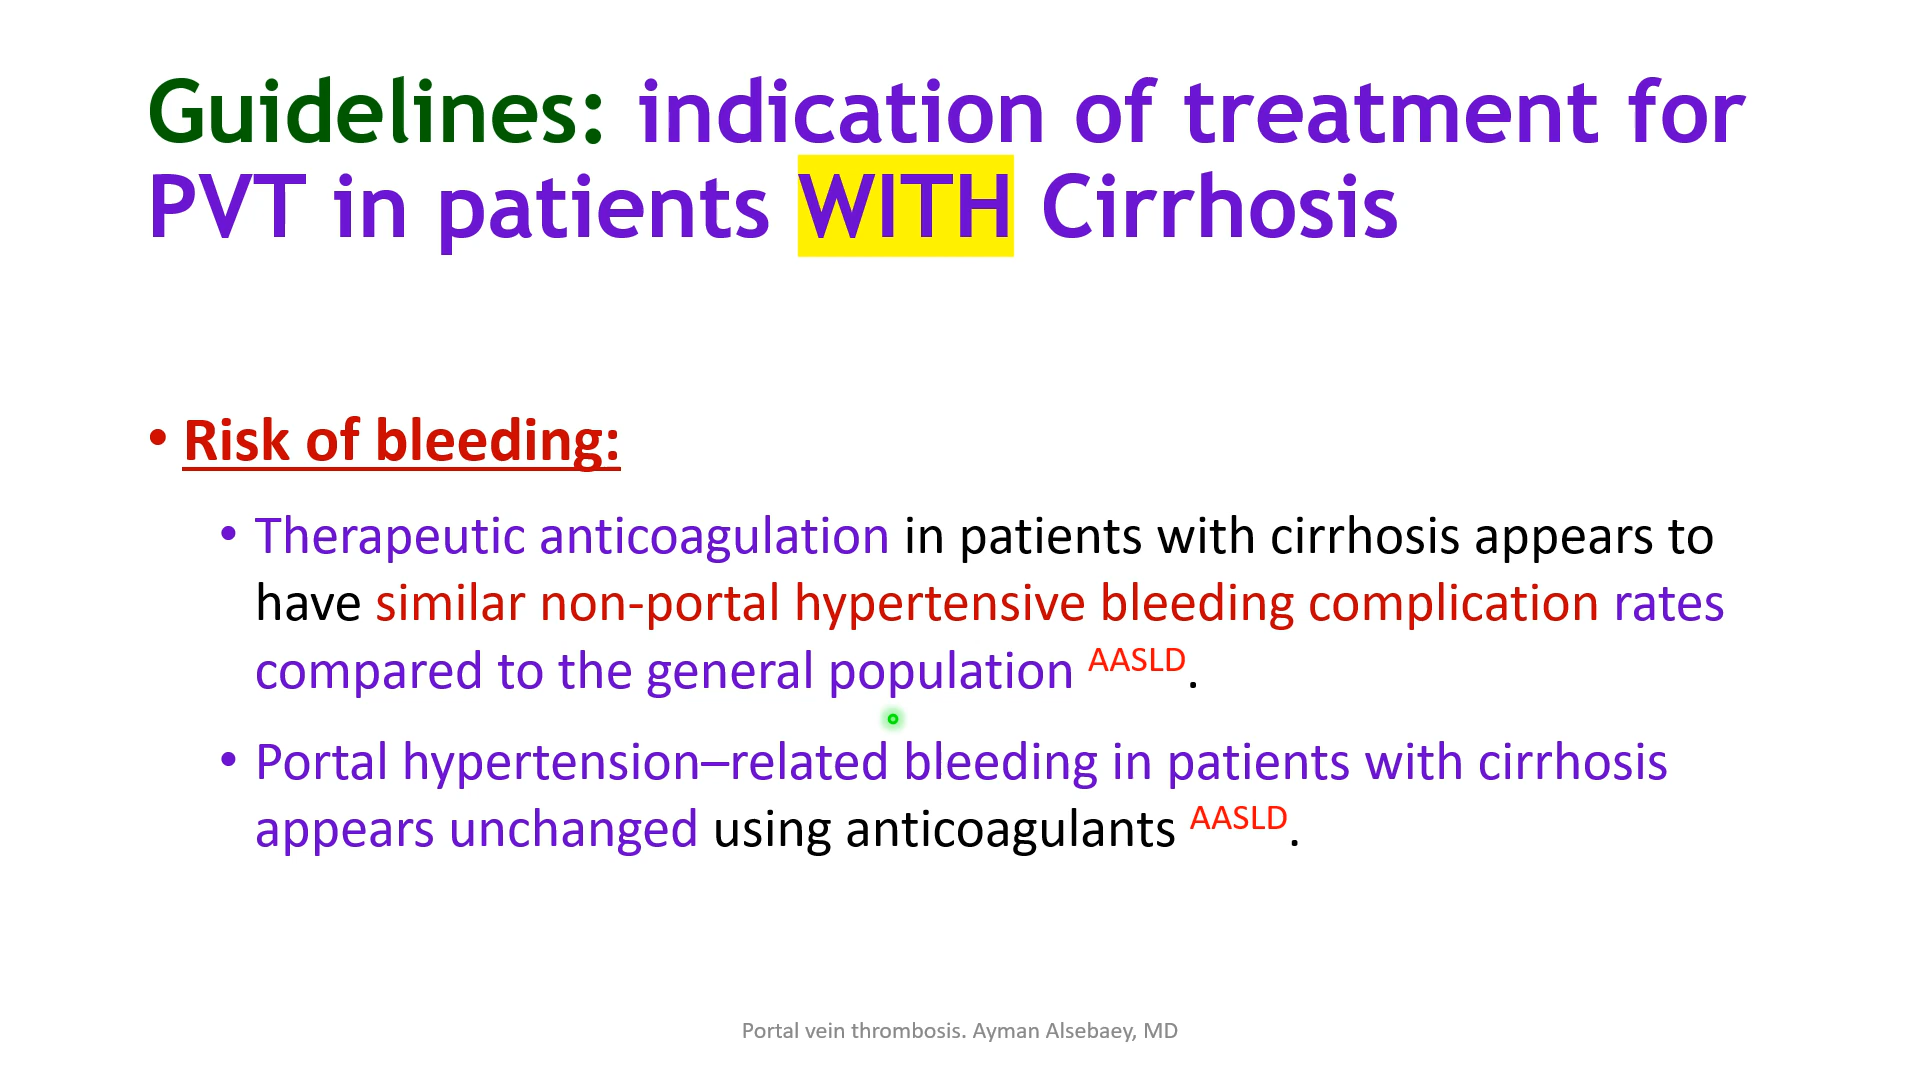 Guidelines: indication of treatment for
PVT in patients WITH Cirrhosis
• Risk of bleeding:
• Therapeutic anticoagulation in patients with cirrhosis appears to
have similar non-portal hypertensive bleeding complication rates
compared to the general population AASLD.
• Portal hypertension–related bleeding in patients with cirrhosis
appears unchanged using anticoagulants AASLD.
Portal vein thrombosis. Ayman Alsebaey, MD